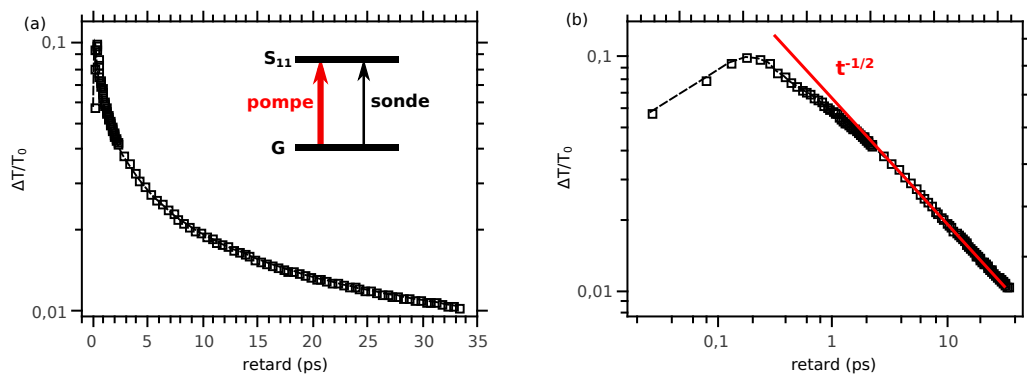 (a)
0,1
0,01
ΔT/T₀
S₁₁
pompe
sonde
G
0 5 10 15 20 25 30 35
retard (ps)
(b)
0,1
0,01
ΔT/T₀
t⁻¹/²
0,1 1 10
retard (ps)